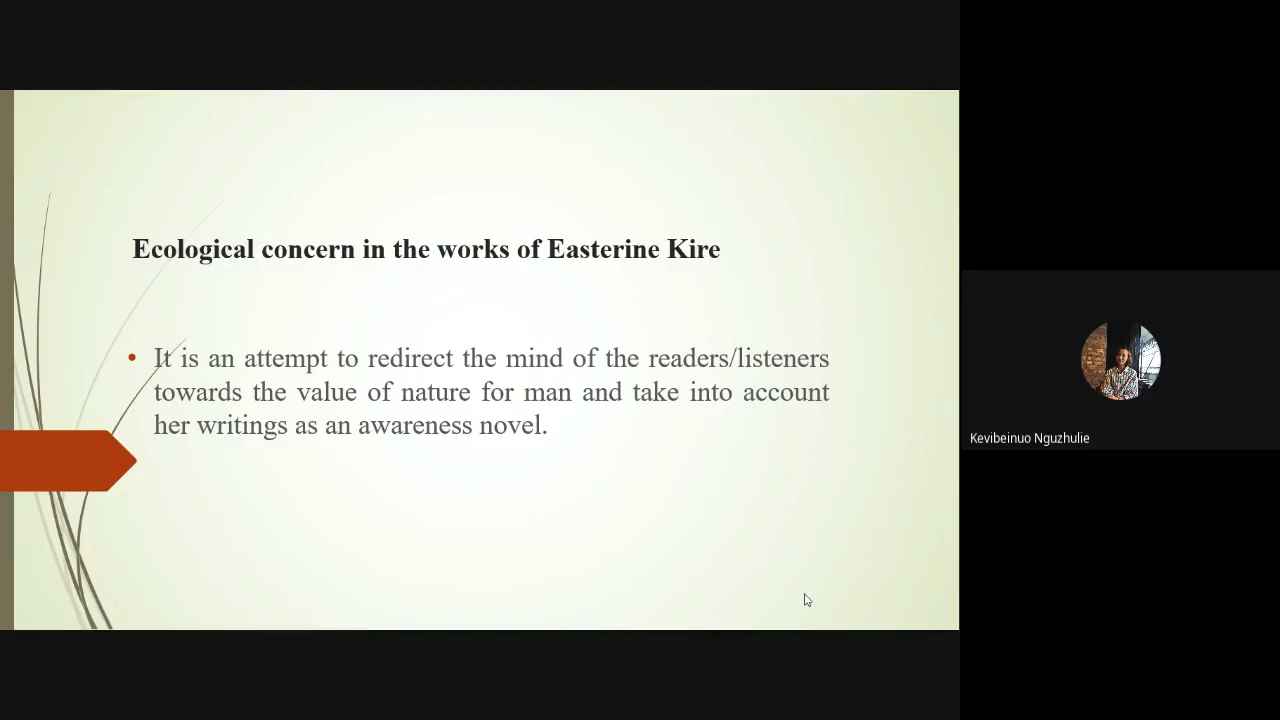 Ecological concern in the works of Easterine Kire
• It is an attempt to redirect the mind of the readers/listeners
towards the value of nature for man and take into account
her writings as an awareness novel.
Kevibeinuo Nguzhulie